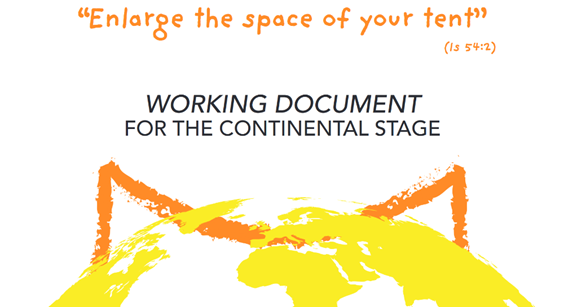 “Enlarge the space of your tent”
(Is 54:2)
WORKING DOCUMENT
FOR THE CONTINENTAL STAGE